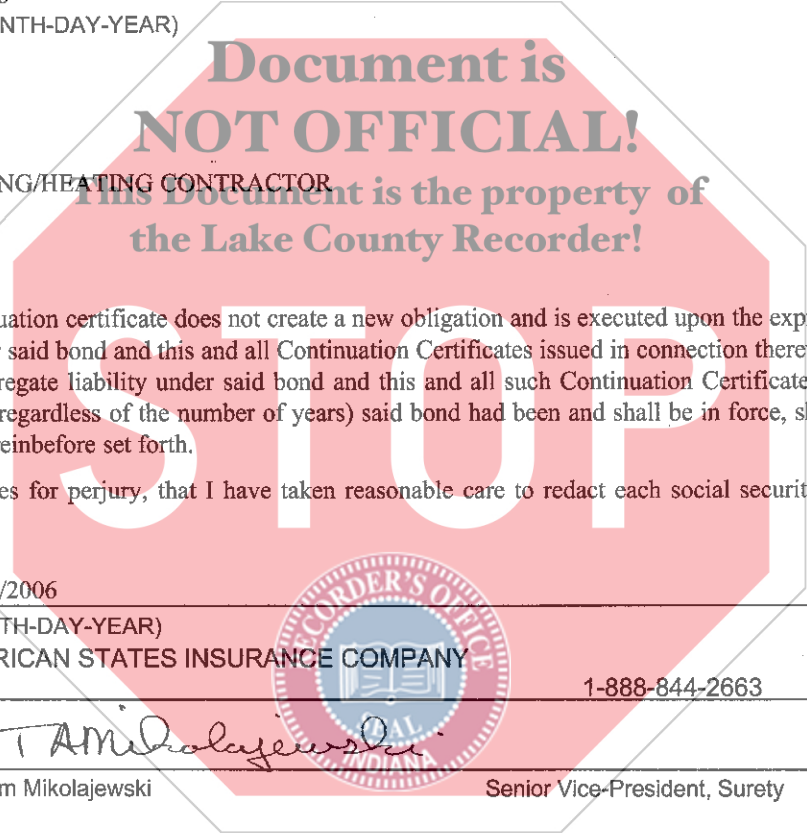 NTH-DAY-YEAR)
Document is
NOT OFFICIAL!
NG/HEATING CONTRACTOR
This Document is the property of
the Lake County Recorder!
uation certificate does not create a new obligation and is executed upon the exp
said bond and this and all Continuation Certificates issued in connection there
regate liability under said bond and this and all such Continuation Certificate
regardless of the number of years) said bond had been and shall be in force, s
einbefore set forth.
STOP
es for perjury, that I have taken reasonable care to redact each social securit
/2006
TH-DAY-YEAR)
RICAN STATES INSURANCE COMPANY
1-888-844-2663
RECORDER'S OFFICE
SEAL
INDIANA
TAMikolajewski
m Mikolajewski
Senior Vice-President, Surety